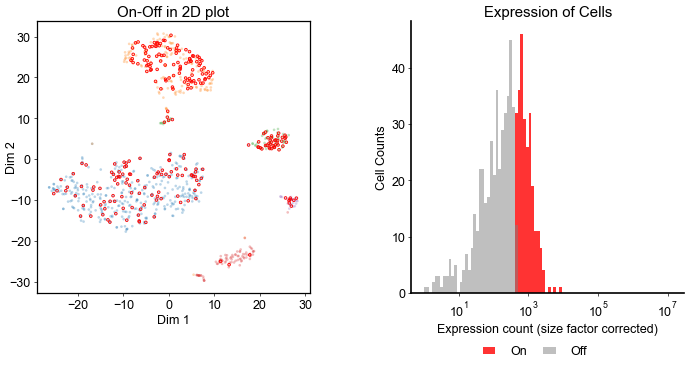 On-Off in 2D plot
Expression of Cells
30
20
10
0
−10
−20
−30
Dim 2
−20 −10 0 10 20 30
Dim 1
40
30
20
10
0
Cell Counts
10^1 10^3 10^5 10^7
Expression count (size factor corrected)
On Off